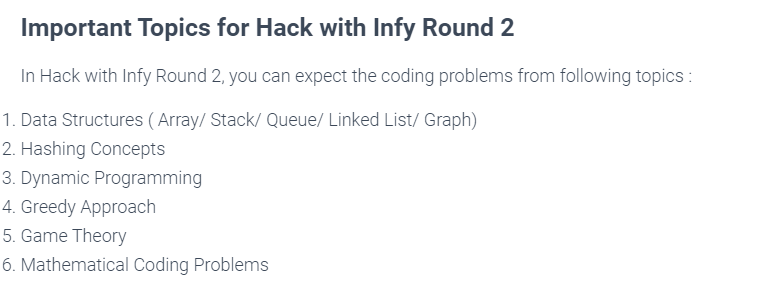 Important Topics for Hack with Infy Round 2
In Hack with Infy Round 2, you can expect the coding problems from following topics :
1. Data Structures ( Array/ Stack/ Queue/ Linked List/ Graph)
2. Hashing Concepts
3. Dynamic Programming
4. Greedy Approach
5. Game Theory
6. Mathematical Coding Problems